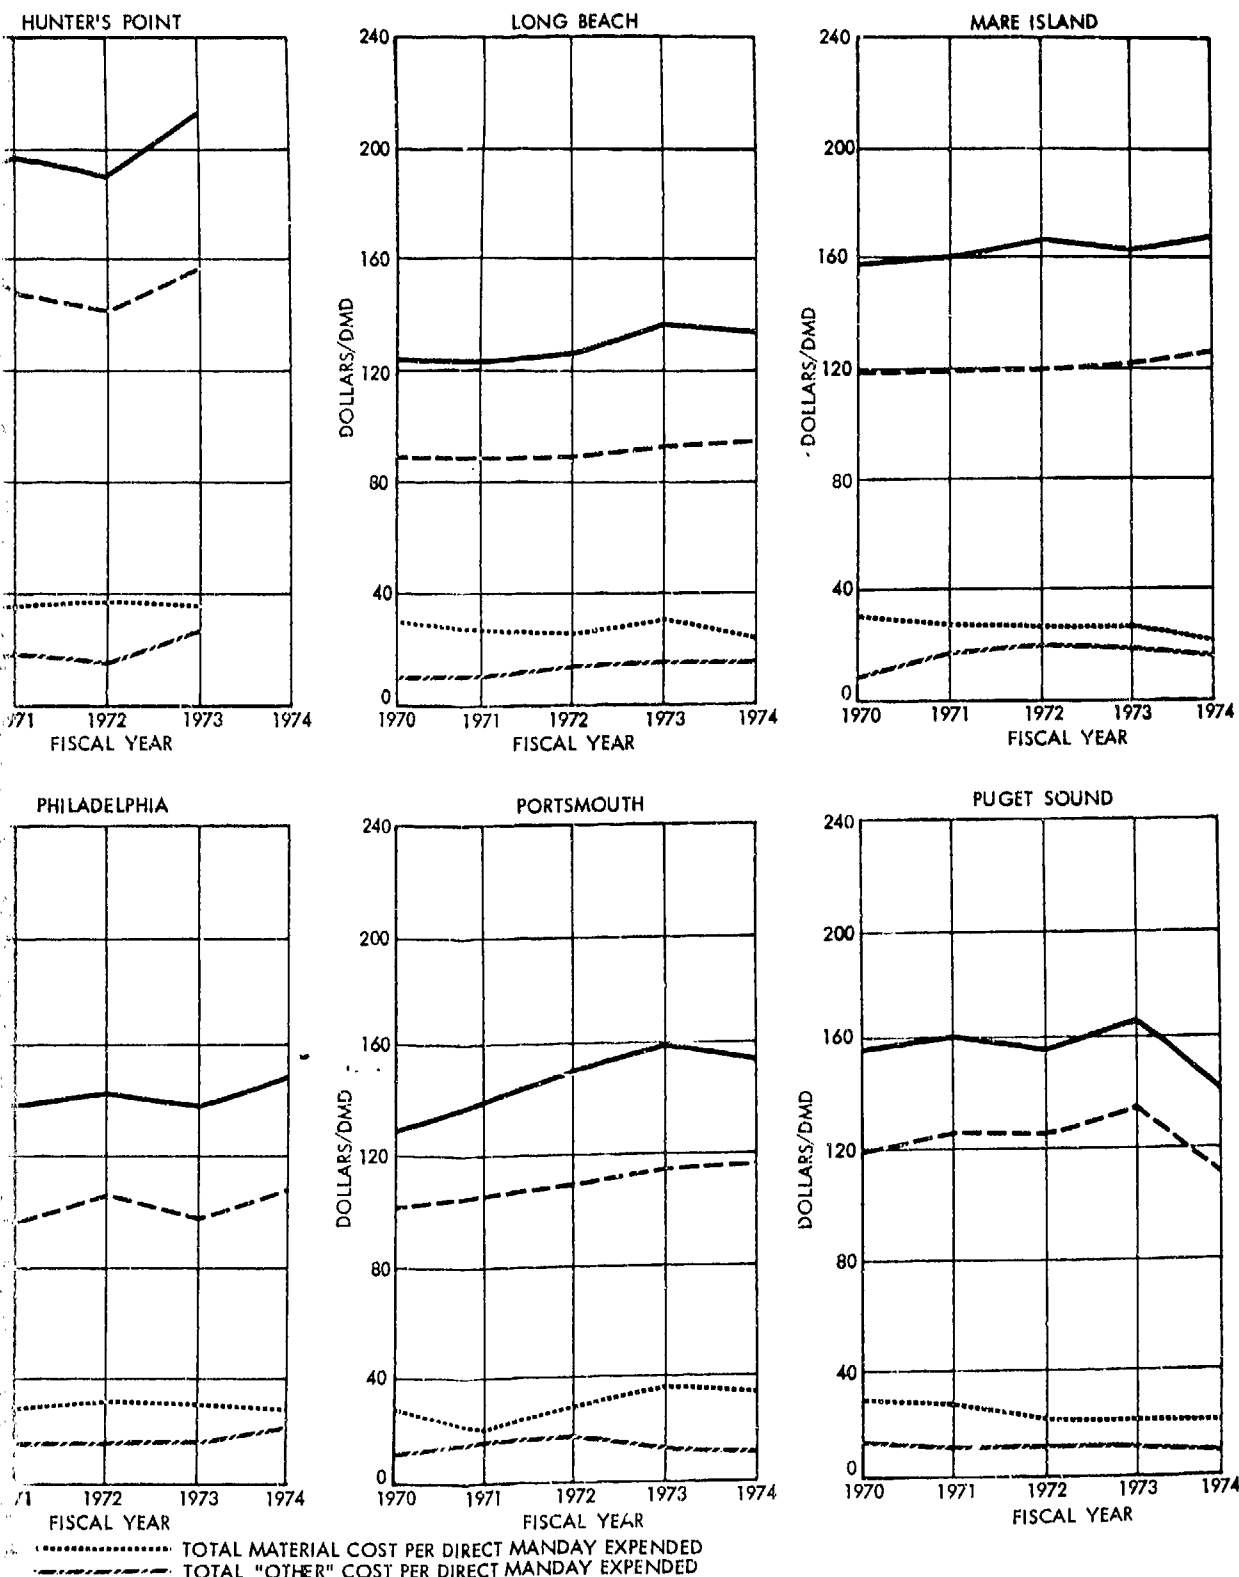 HUNTER'S POINT
LONG BEACH
MARE ISLAND
240
200
160
120
80
40
0
DOLLARS/DMD
240
200
160
120
80
40
0
DOLLARS/DMD
1972 1973 1974
FISCAL YEAR
1970 1971 1972 1973 1974
FISCAL YEAR
1970 1971 1972 1973 1974
FISCAL YEAR
PHILADELPHIA
PORTSMOUTH
PUGET SOUND
240
200
160
120
80
40
0
DOLLARS/DMD
240
200
160
120
80
40
0
DOLLARS/DMD
1972 1973 1974
FISCAL YEAR
1970 1971 1972 1973 1974
FISCAL YEAR
1970 1971 1972 1973 1974
FISCAL YEAR
TOTAL MATERIAL COST PER DIRECT MANDAY EXPENDED
TOTAL "OTHER" COST PER DIRECT MANDAY EXPENDED